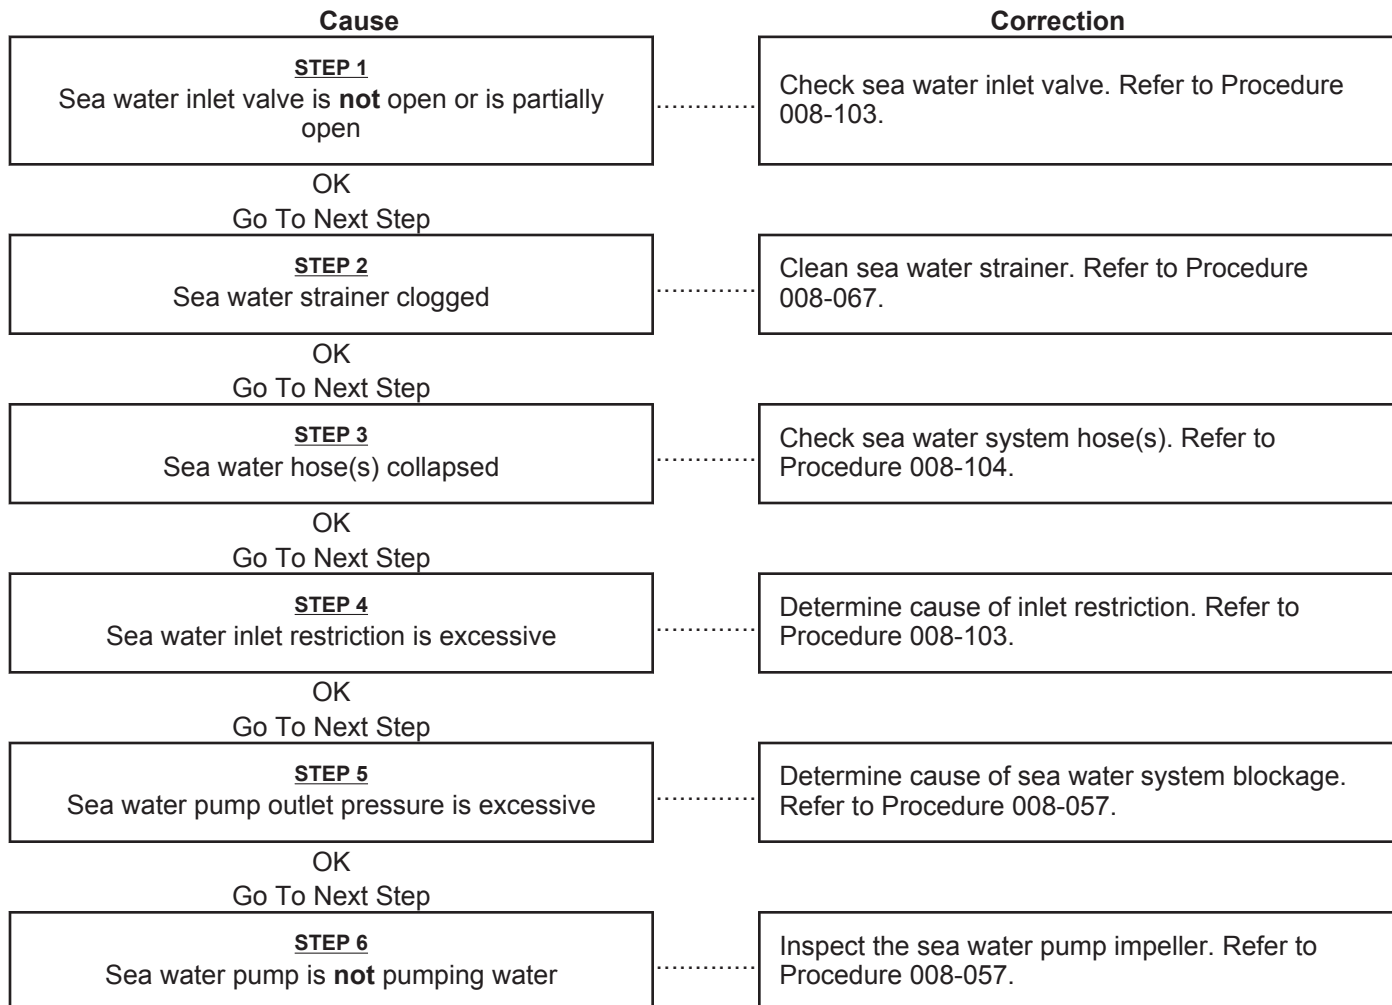 Cause
Correction
STEP 1
Sea water inlet valve is not open or is partially
open
.............
Check sea water inlet valve. Refer to Procedure
008-103.
OK
Go To Next Step
STEP 2
Sea water strainer clogged
.............
Clean sea water strainer. Refer to Procedure
008-067.
OK
Go To Next Step
STEP 3
Sea water hose(s) collapsed
.............
Check sea water system hose(s). Refer to
Procedure 008-104.
OK
Go To Next Step
STEP 4
Sea water inlet restriction is excessive
.............
Determine cause of inlet restriction. Refer to
Procedure 008-103.
OK
Go To Next Step
STEP 5
Sea water pump outlet pressure is excessive
.............
Determine cause of sea water system blockage.
Refer to Procedure 008-057.
OK
Go To Next Step
STEP 6
Sea water pump is not pumping water
.............
Inspect the sea water pump impeller. Refer to
Procedure 008-057.